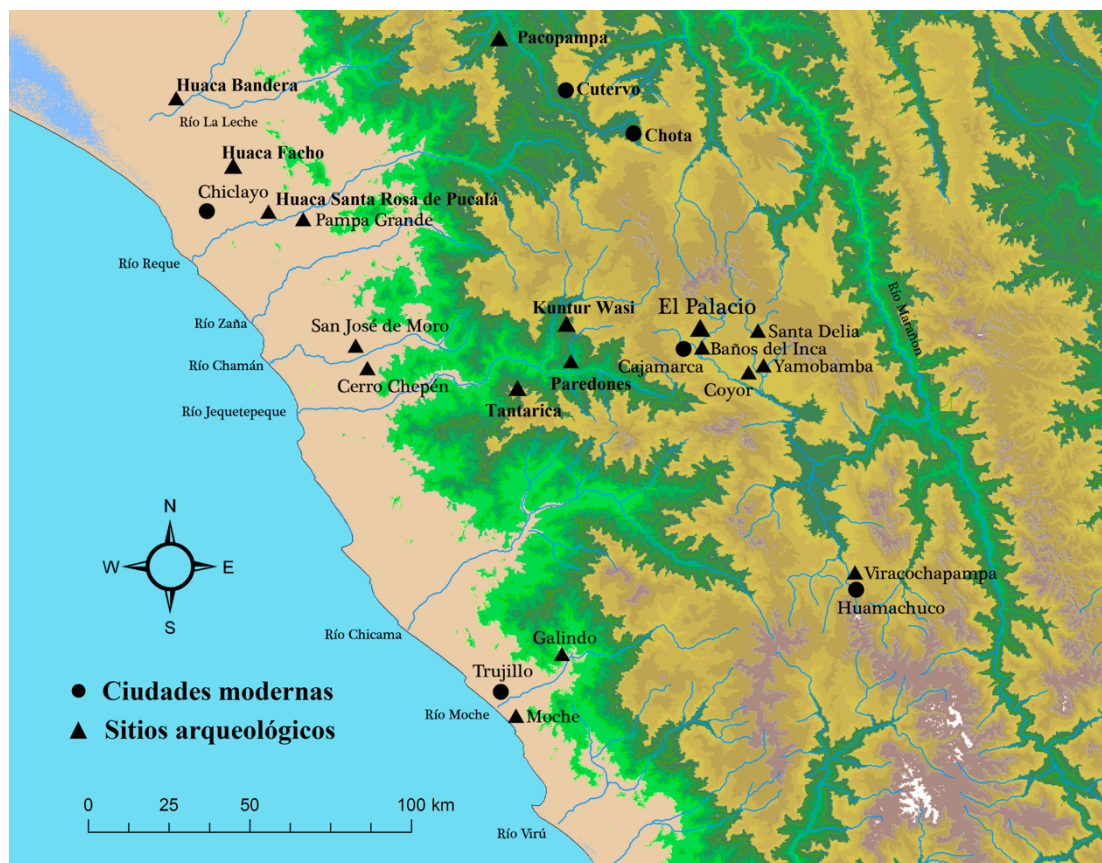 Pacopampa
Cutervo
Huaca Bandera
Río La Leche
Chota
Huaca Facho
Chiclayo
Huaca Santa Rosa de Pucalá
Pampa Grande
Río Reque
Río Marañon
Kuntur Wasi
El Palacio
Río Zaña
San José de Moro
Santa Delia
Baños del Inca
Río Chamán
Cajamarca
Yamobamba
Paredones
Cerro Chepén
Coyor
Río Jequetepeque
Tantarica
N
W
E
S
Viracochapampa
Huamachuco
Río Chicama
Galindo
Trujillo
Ciudades modernas
Río Moche
Moche
Sitios arqueológicos
0 25 50 100 km
Río Virú